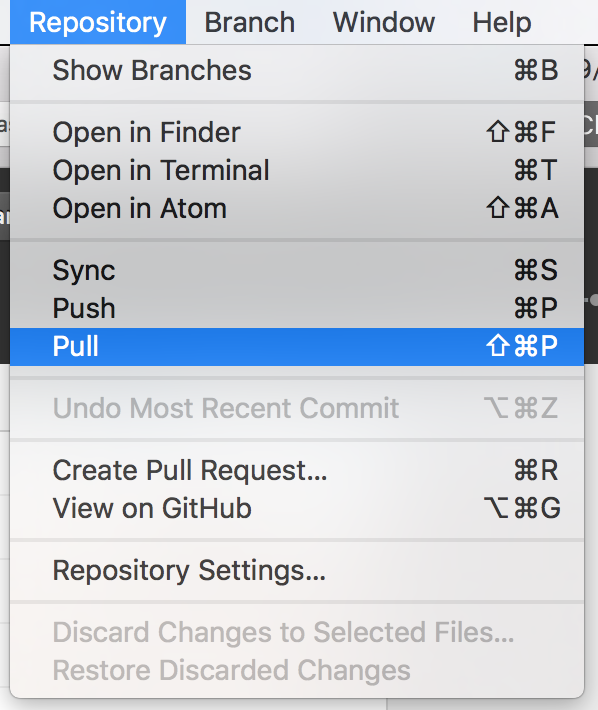 Repository Branch Window Help
Show Branches ⌘B
Open in Finder ⇧⌘F
Open in Terminal ⌘T
Open in Atom ⇧⌘A
Sync ⌘S
Push ⌘P
Pull ⇧⌘P
Undo Most Recent Commit ⌥⌘Z
Create Pull Request... ⌘R
View on GitHub ⌥⌘G
Repository Settings...
Discard Changes to Selected Files...
Restore Discarded Changes